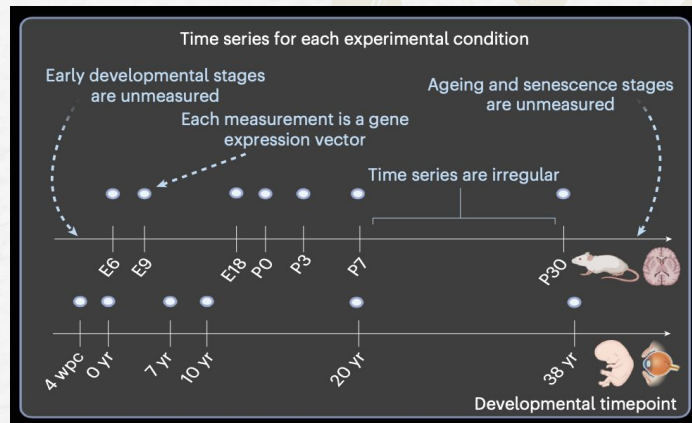 Time series for each experimental condition
Early developmental stages
are unmeasured
Ageing and senescence stages
are unmeasured
Each measurement is a gene
expression vector
Time series are irregular
E6
E9
E18
P0
P3
P7
P30
4 wpc
0 yr
7 yr
10 yr
20 yr
38 yr
Developmental timepoint